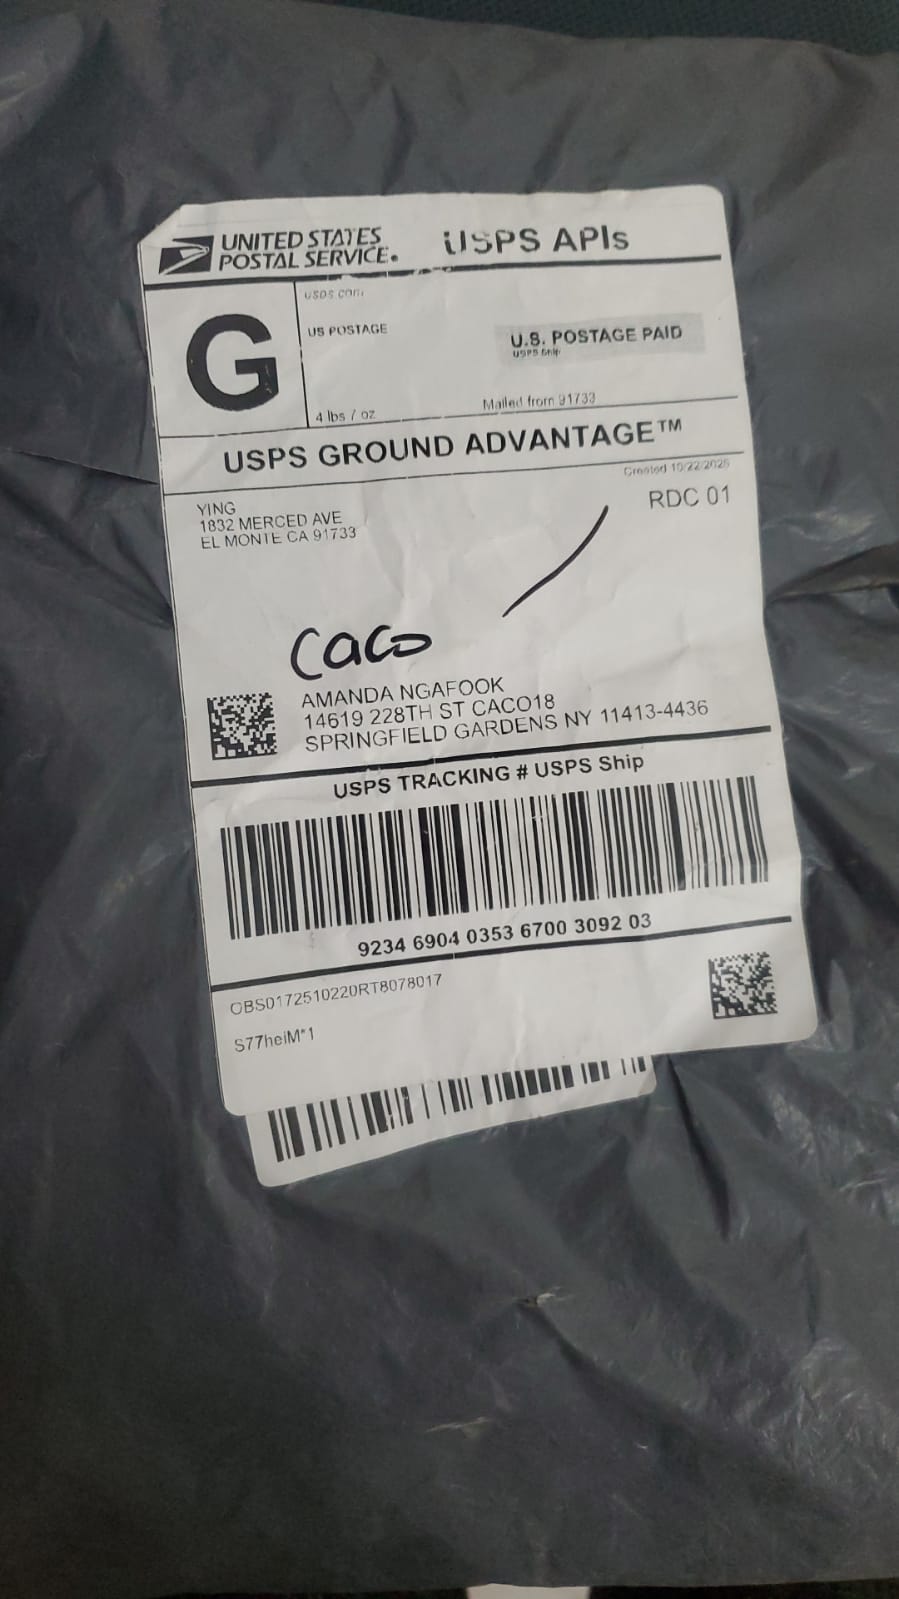 UNITED STATES
POSTAL SERVICE.
USPS APIs
G
usps.com
US POSTAGE
U.S. POSTAGE PAID
USPS Ship
4 lbs 7 oz
Mailed from 91733
USPS GROUND ADVANTAGE™
Created 10/22/2025
RDC 01
YING
1832 MERCED AVE
EL MONTE CA 91733
caco
AMANDA NGAFOOK
14619 228TH ST CACO18
SPRINGFIELD GARDENS NY 11413-4436
USPS TRACKING # USPS Ship
9234 6904 0353 6700 3092 03
OBS0172510220RT8078017
S77heiM*1